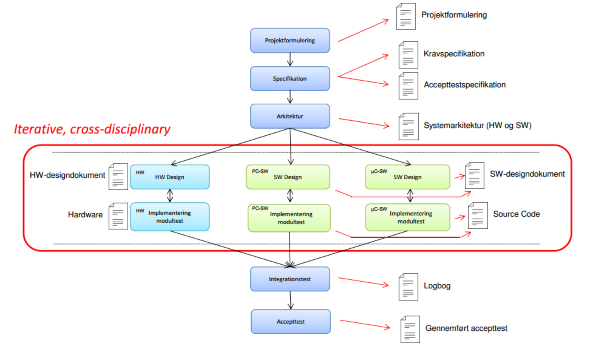 Projektformulering
Projektformulering
Kravspecifikation
Specifikation
Accepttestspecifikation
Arkitektur
Systemarkitektur (HW og SW)
Iterative, cross-disciplinary
HW-designdokument
HW
HW Design
PC-SW
SW Design
µC-SW
SW Design
SW-designdokument
Hardware
HW
Implementering
modultest
PC-SW
Implementering
modultest
µC-SW
Implementering
modultest
Source Code
Integrationstest
Logbog
Accepttest
Gennemført accepttest